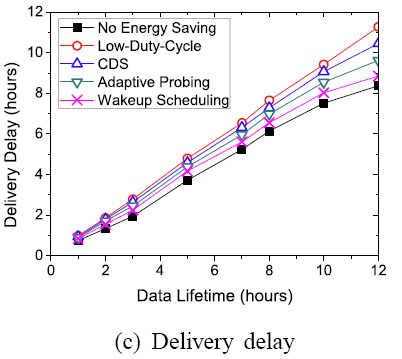 12
10
8
6
4
2
0
Delivery Delay (hours)
No Energy Saving
Low-Duty-Cycle
CDS
Adaptive Probing
Wakeup Scheduling
0 2 4 6 8 10 12
Data Lifetime (hours)
(c) Delivery delay